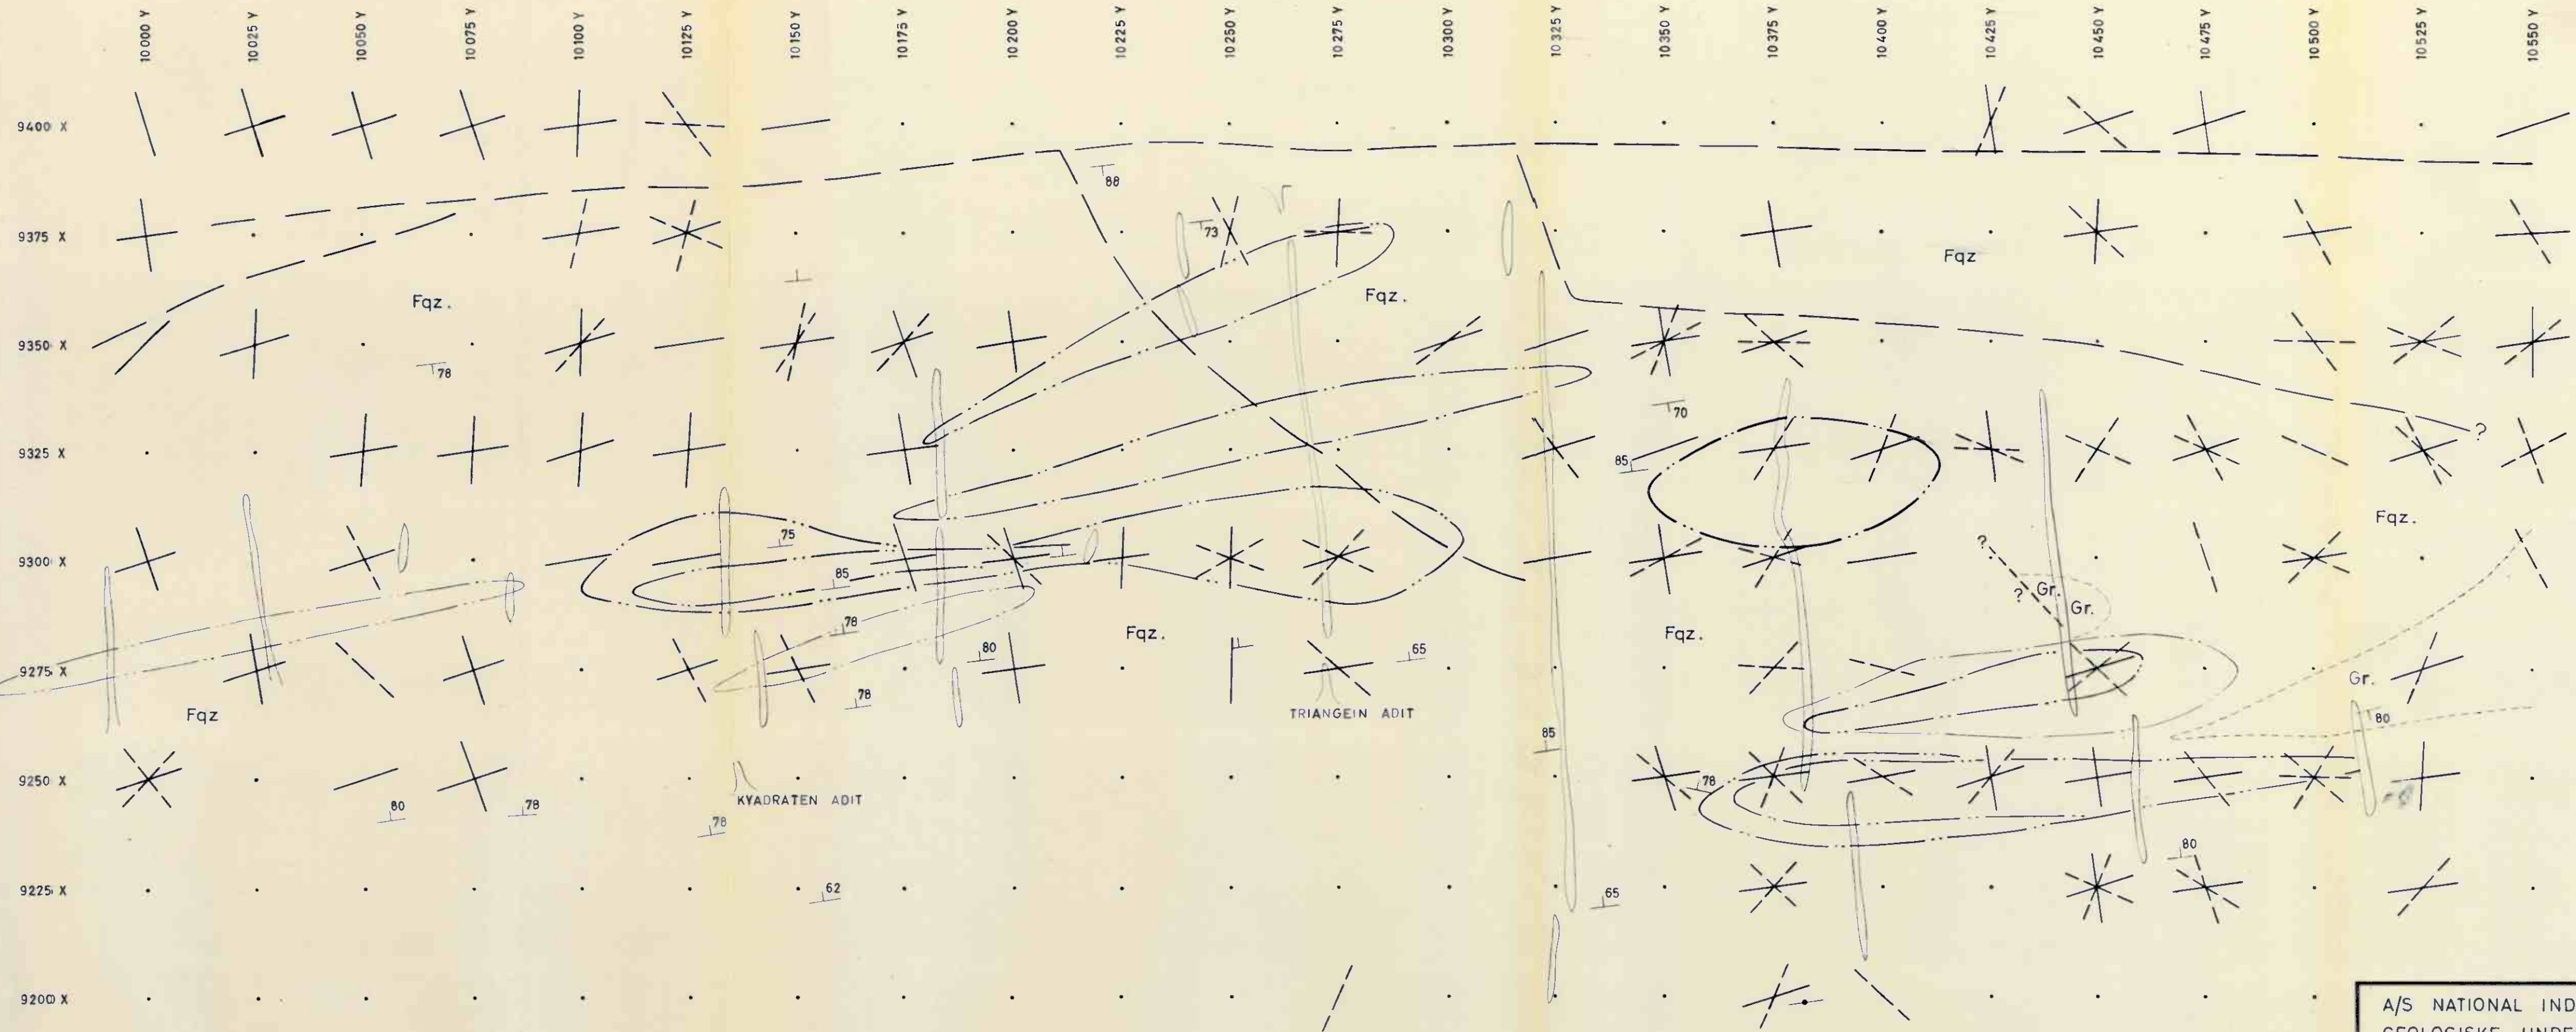 10 000 Y 10 025 Y 10 050 Y 10 075 Y 10 100 Y 10 125 Y 10 150 Y 10 175 Y 10 200 Y 10 225 Y 10 250 Y 10 275 Y 10 300 Y 10 325 Y 10 350 Y 10 375 Y 10 400 Y 10 425 Y 10 450 Y 10 475 Y 10 500 Y 10 525 Y 10 550 Y
9400 X
88
9375 X
73
Fqz
Fqz.
Fqz.
9350 X
78
70
9325 X
85
?
Fqz.
75
?
9300 X
85
? Gr.
Gr.
78
Fqz.
Fqz.
80
65
9275 X
Gr.
78
Fqz
TRIANGEIN ADIT
80
85
9250 X
78
KVADRATEN ADIT
80
78
78
80
9225 X
62
65
9200 X
A/S NATIONAL IND
GEOLOGISKE UNDE